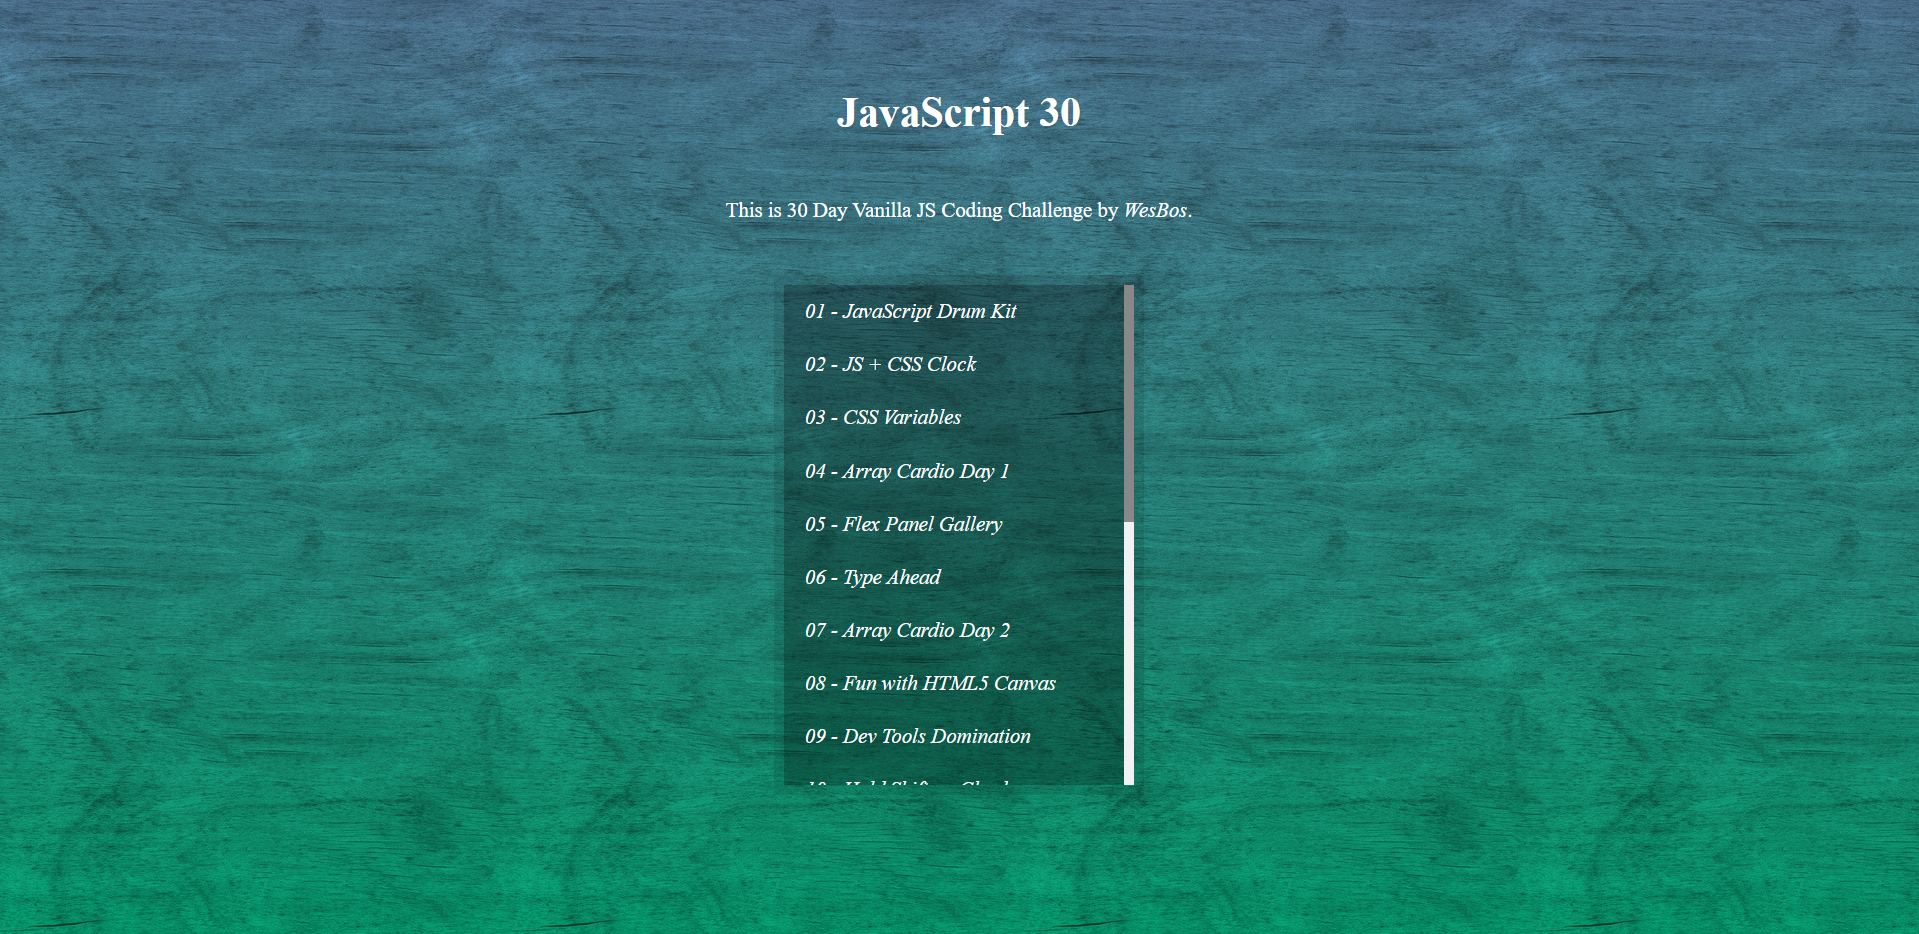 JavaScript 30
This is 30 Day Vanilla JS Coding Challenge by WesBos.
01 - JavaScript Drum Kit
02 - JS + CSS Clock
03 - CSS Variables
04 - Array Cardio Day 1
05 - Flex Panel Gallery
06 - Type Ahead
07 - Array Cardio Day 2
08 - Fun with HTML5 Canvas
09 - Dev Tools Domination